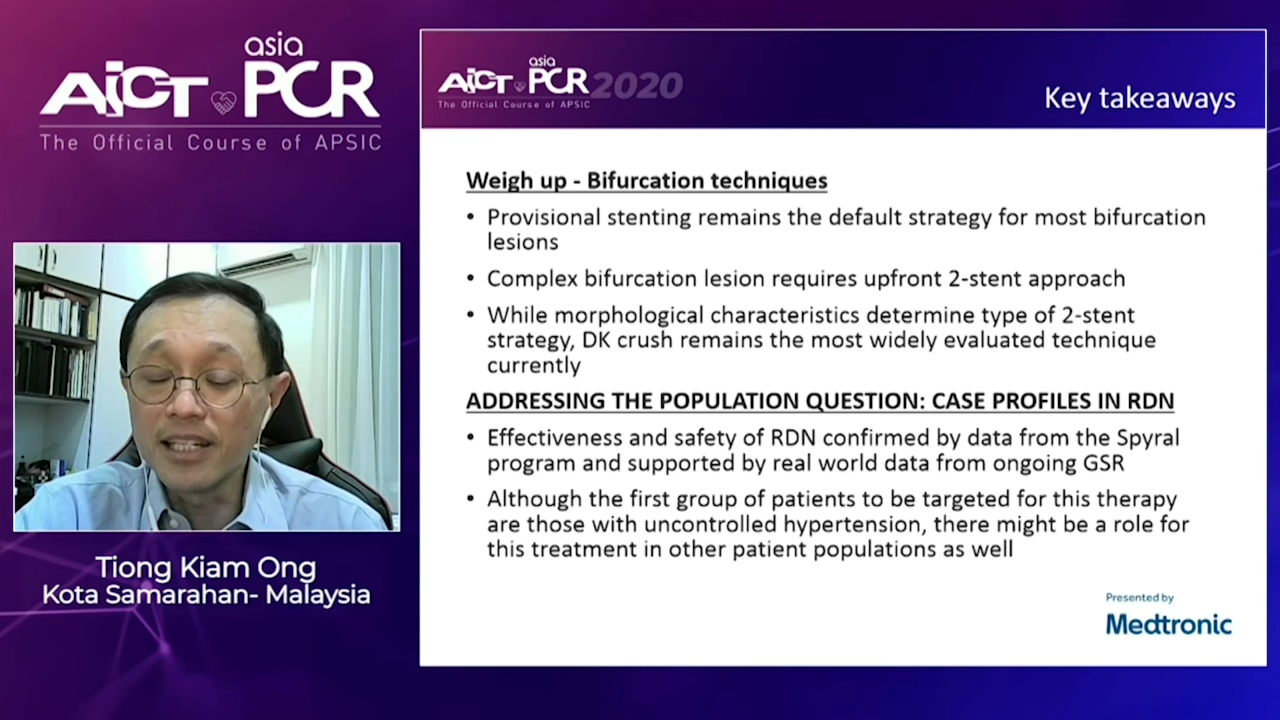 asia
AICT PCR
The Official Course of APSIC
Tiong Kiam Ong
Kota Samarahan- Malaysia
asia
AICT PCR 2020
The Official Course of APSIC
Key takeaways
Weigh up - Bifurcation techniques
• Provisional stenting remains the default strategy for most bifurcation
lesions
• Complex bifurcation lesion requires upfront 2-stent approach
• While morphological characteristics determine type of 2-stent
strategy, DK crush remains the most widely evaluated technique
currently
ADDRESSING THE POPULATION QUESTION: CASE PROFILES IN RDN
• Effectiveness and safety of RDN confirmed by data from the Spyral
program and supported by real world data from ongoing GSR
• Although the first group of patients to be targeted for this therapy
are those with uncontrolled hypertension, there might be a role for
this treatment in other patient populations as well
Presented by
Medtronic